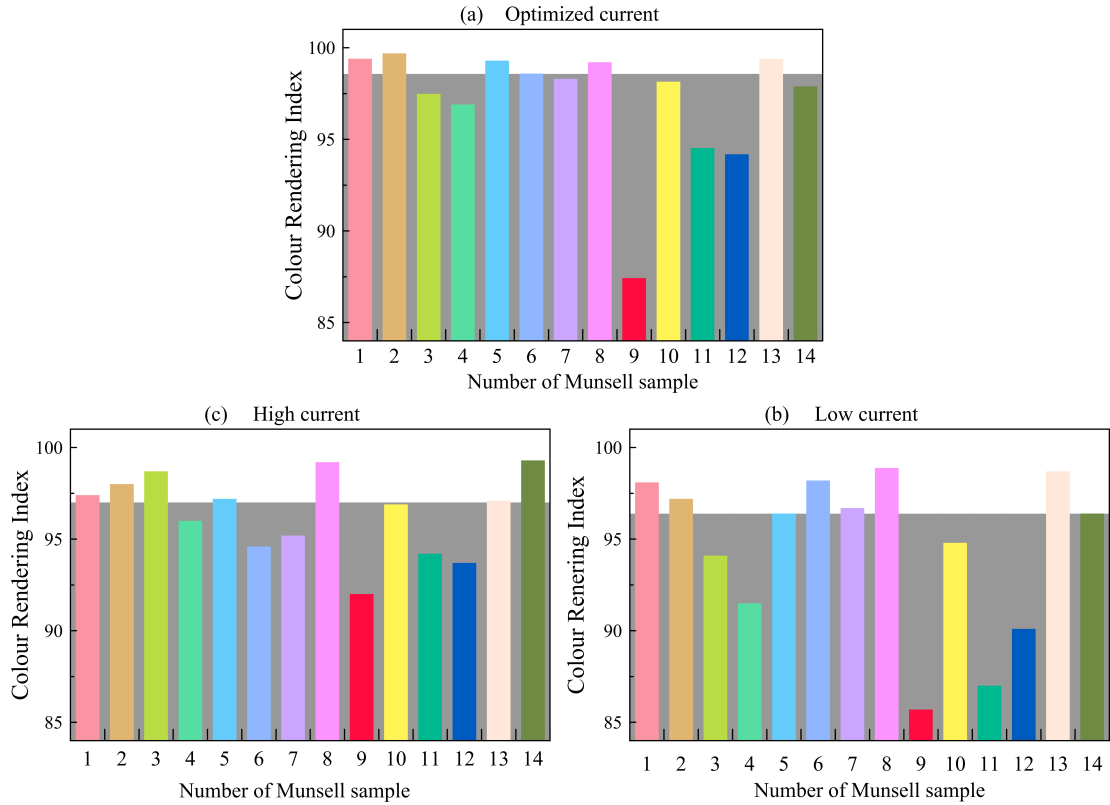 (a) Optimized current
Colour Rendering Index
100
95
90
85
1 2 3 4 5 6 7 8 9 10 11 12 13 14
Number of Munsell sample
(c) High current
Colour Rendering Index
100
95
90
85
1 2 3 4 5 6 7 8 9 10 11 12 13 14
Number of Munsell sample
(b) Low current
Colour Renering Index
100
95
90
85
1 2 3 4 5 6 7 8 9 10 11 12 13 14
Number of Munsell sample